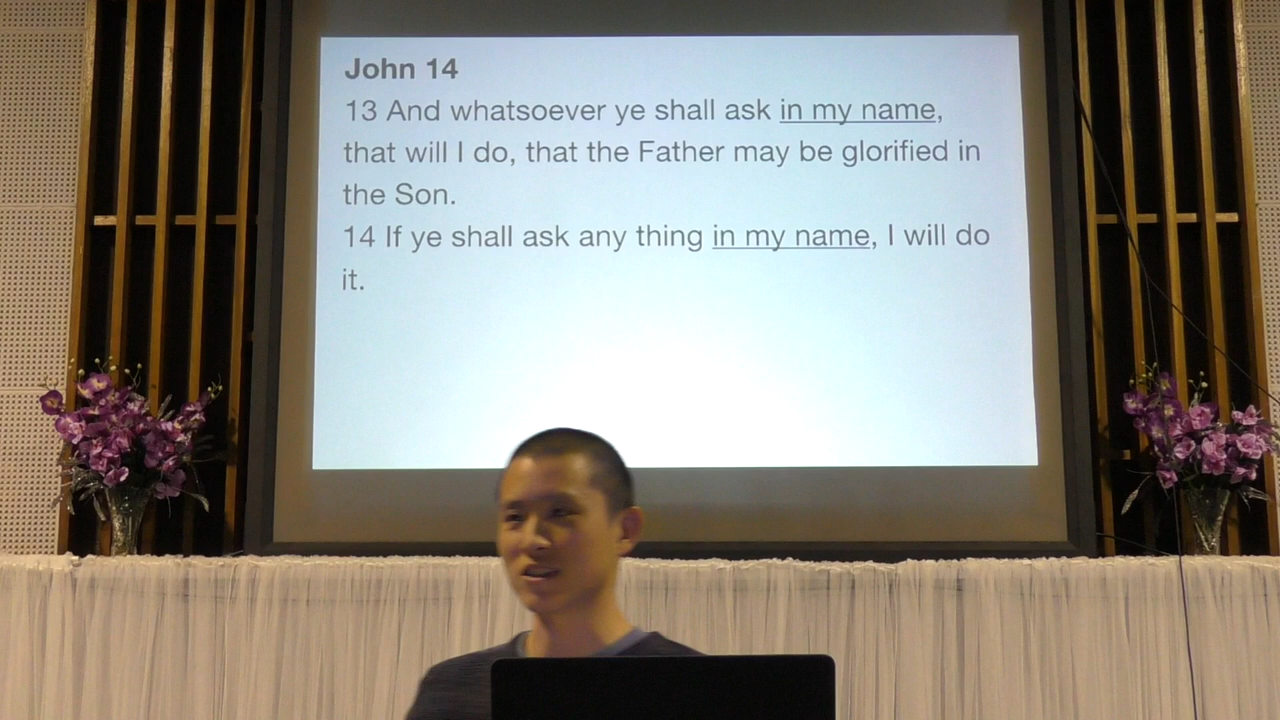 John 14
13 And whatsoever ye shall ask in my name,
that will I do, that the Father may be glorified in
the Son.
14 If ye shall ask any thing in my name, I will do
it.